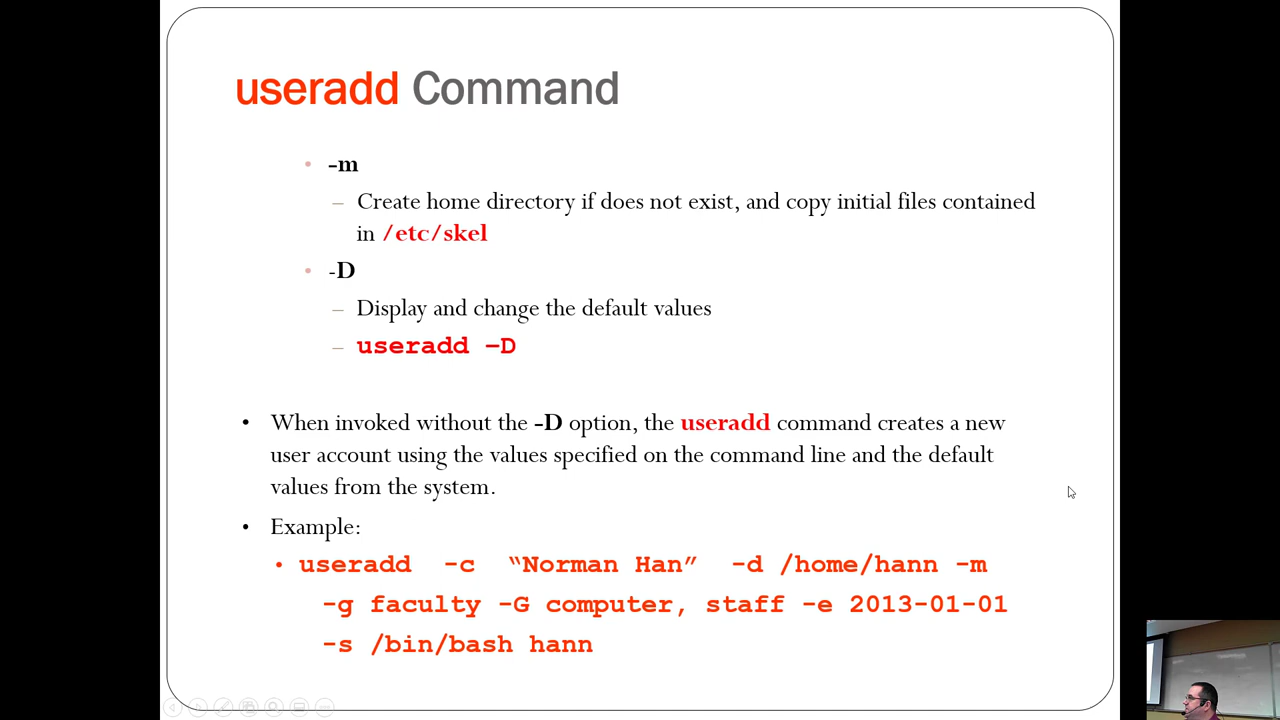 useradd Command
• -m
– Create home directory if does not exist, and copy initial files contained
in /etc/skel
• -D
– Display and change the default values
– useradd –D
• When invoked without the -D option, the useradd command creates a new
user account using the values specified on the command line and the default
values from the system.
• Example:
• useradd -c “Norman Han” -d /home/hann -m
-g faculty -G computer, staff -e 2013-01-01
-s /bin/bash hann